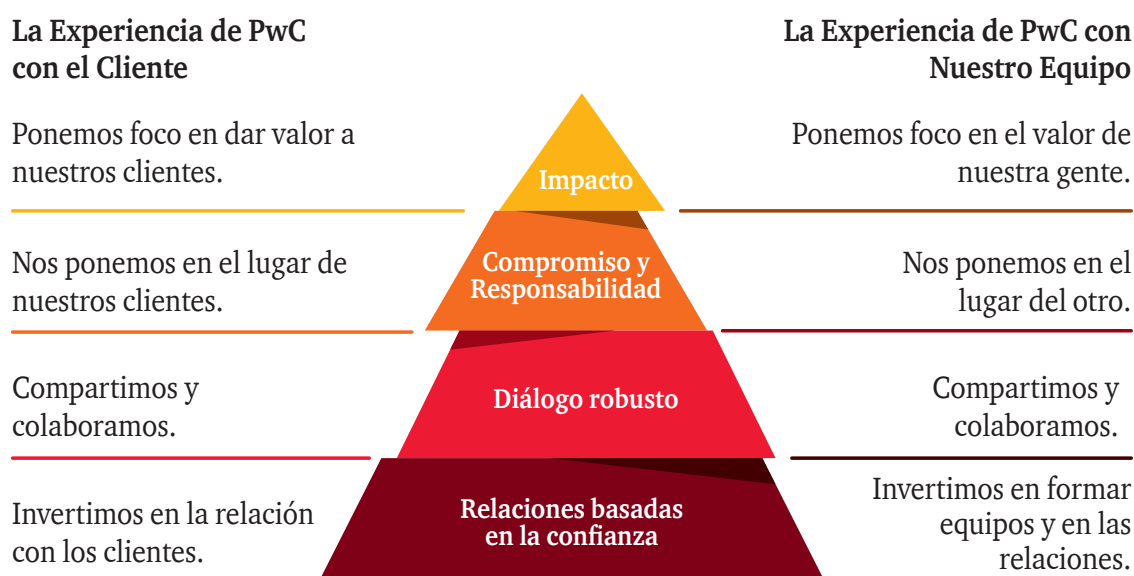 La Experiencia de PwC
con el Cliente
La Experiencia de PwC con
Nuestro Equipo
Ponemos foco en dar valor a
nuestros clientes.
Impacto
Ponemos foco en el valor de
nuestra gente.
Nos ponemos en el lugar de
nuestros clientes.
Compromiso y
Responsabilidad
Nos ponemos en el
lugar del otro.
Compartimos y
colaboramos.
Diálogo robusto
Compartimos y
colaboramos.
Invertimos en la relación
con los clientes.
Relaciones basadas
en la confianza
Invertimos en formar
equipos y en las
relaciones.